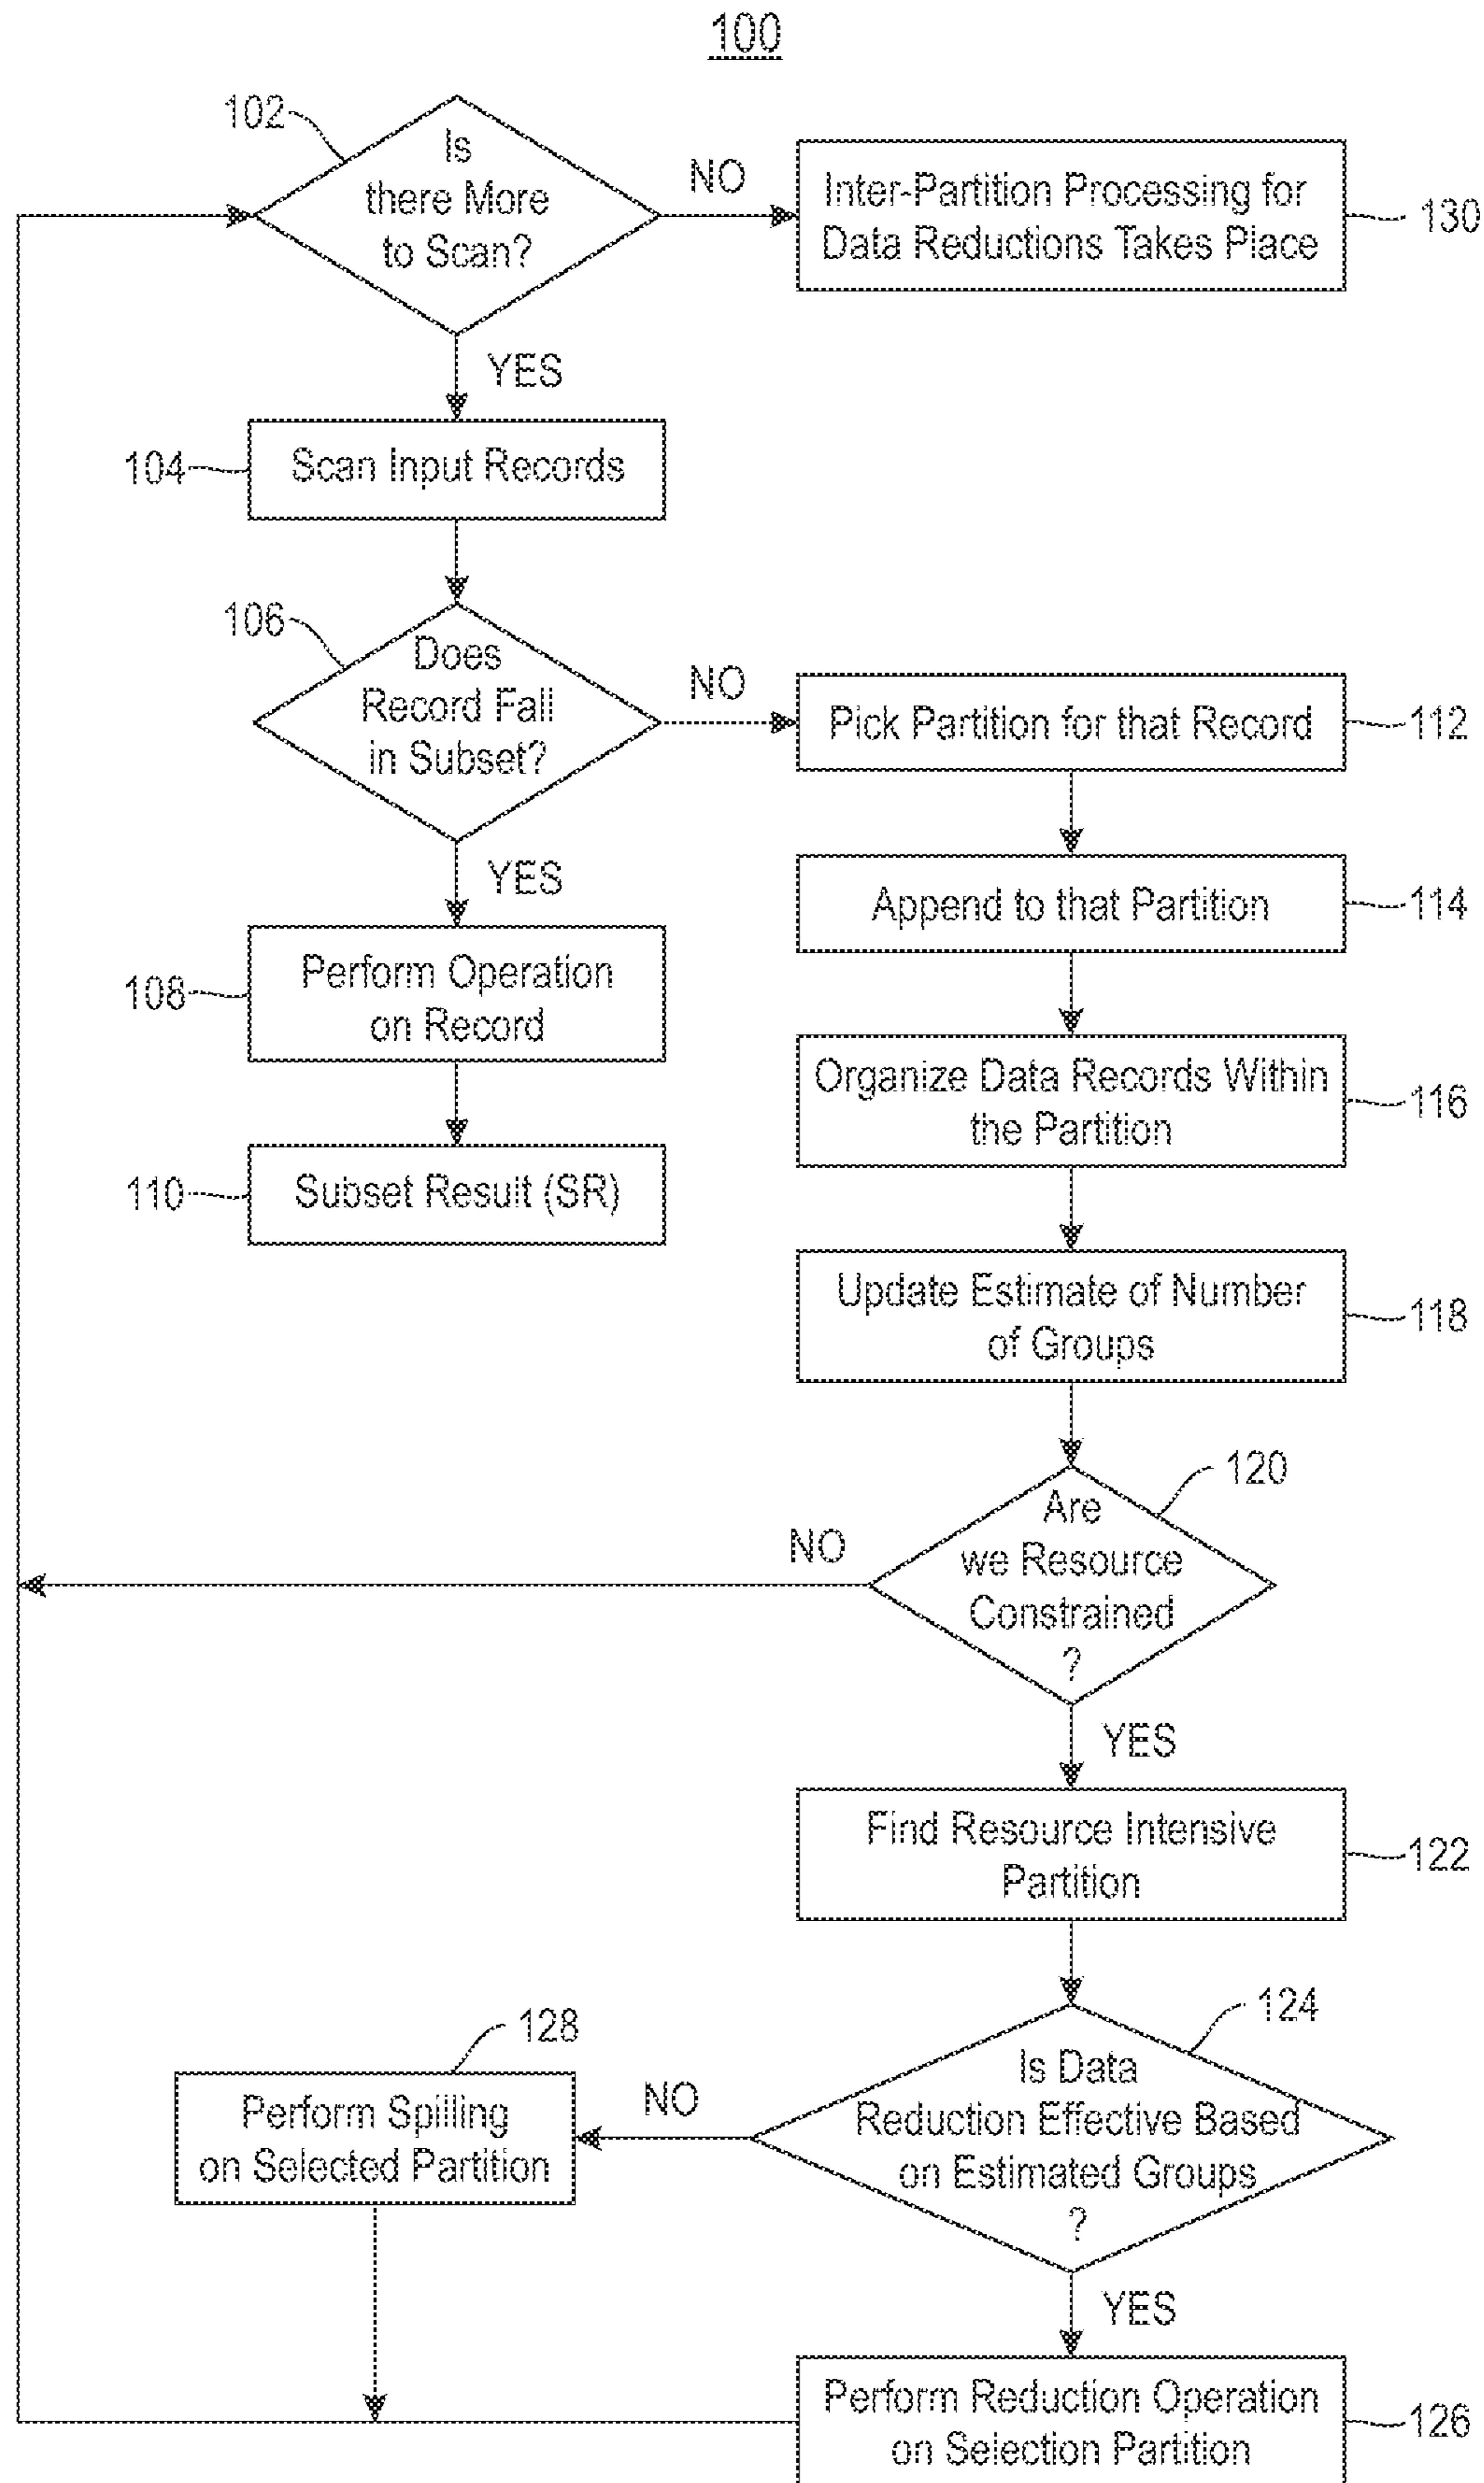 100
102
Is
there More
to Scan?
NO
Inter-Partition Processing for
Data Reductions Takes Place
130
YES
104
Scan Input Records
106
Does
Record Fall
in Subset?
NO
Pick Partition for that Record
112
YES
Append to that Partition
114
108
Perform Operation
on Record
Organize Data Records Within
the Partition
116
110
Subset Result (SR)
Update Estimate of Number
of Groups
118
120
Are
we Resource
Constrained
?
NO
YES
Find Resource Intensive
Partition
122
124
Is Data
Reduction Effective Based
on Estimated Groups
?
NO
128
Perform Spilling
on Selected Partition
YES
Perform Reduction Operation
on Selection Partition
126